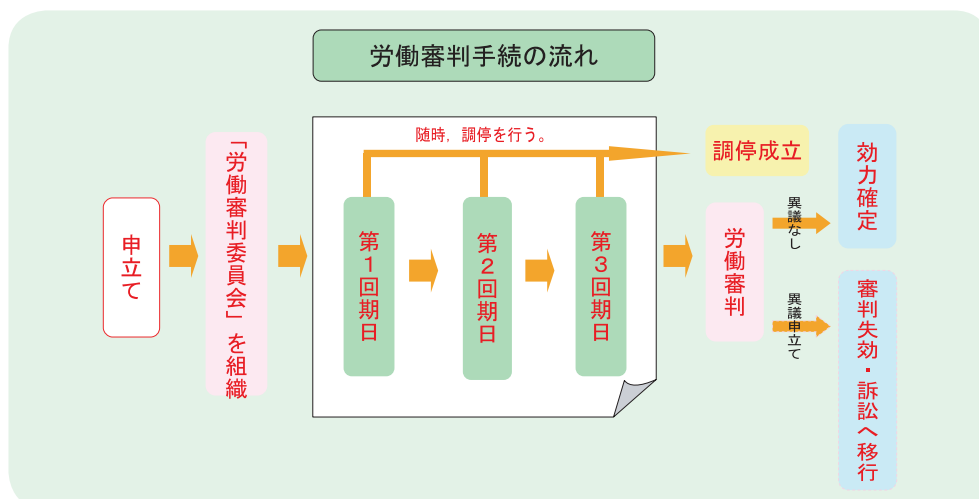 労働審判手続の流れ
申立て
「労働審判委員会」を組織
随時，調停を行う。
第１回期日
第２回期日
第３回期日
調停成立
労働審判
異議なし
効力確定
異議申立て
審判失効・訴訟へ移行